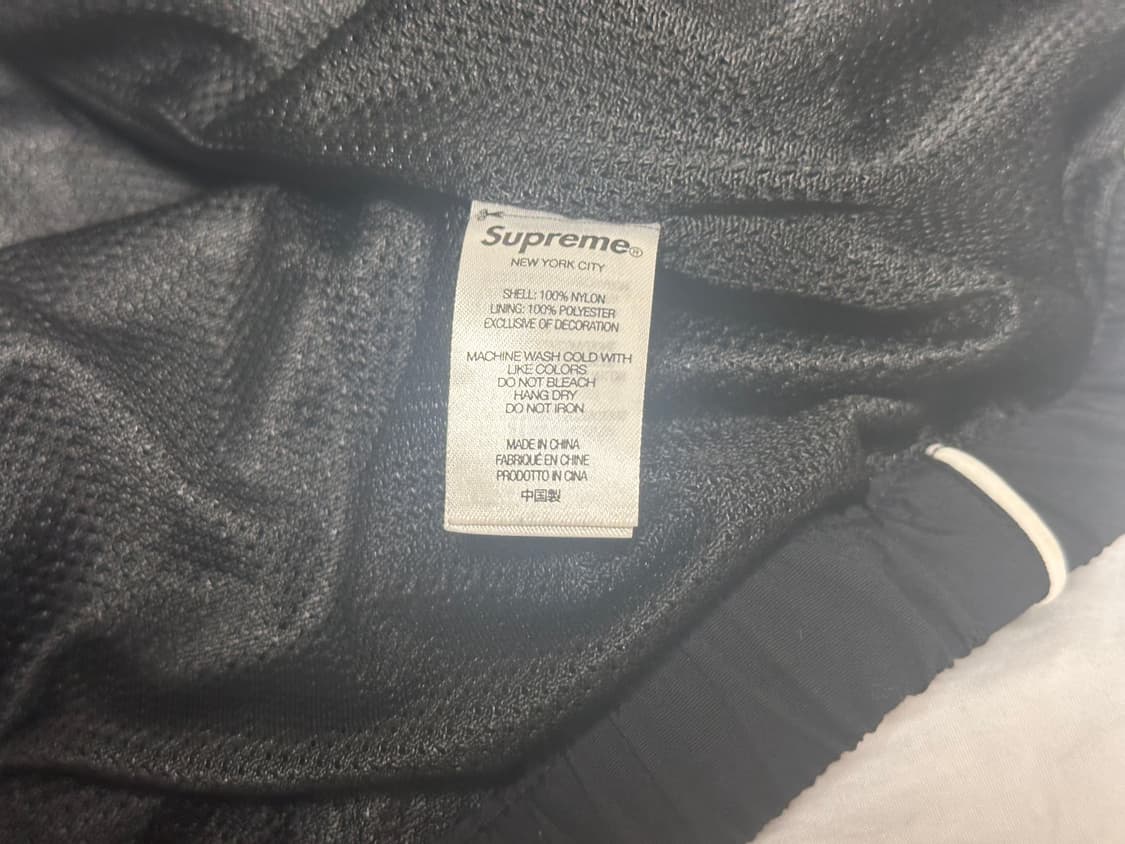 Supreme®
NEW YORK CITY
SHELL: 100% NYLON
LINING: 100% POLYESTER
EXCLUSIVE OF DECORATION
MACHINE WASH COLD WITH
LIKE COLORS
DO NOT BLEACH
HANG DRY
DO NOT IRON
MADE IN CHINA
FABRIQUÉ EN CHINE
PRODOTTO IN CINA
中国製